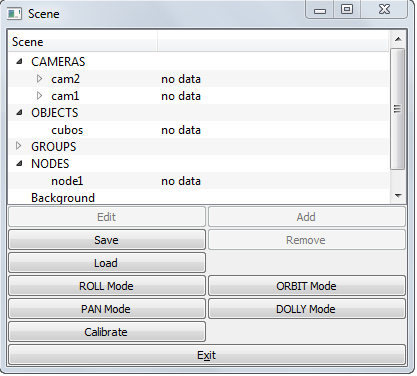 Scene
Scene
CAMERAS
cam2 no data
cam1 no data
OBJECTS
cubos no data
GROUPS
NODES
node1 no data
Background
Edit Add
Save Remove
Load
ROLL Mode ORBIT Mode
PAN Mode DOLLY Mode
Calibrate
Exit